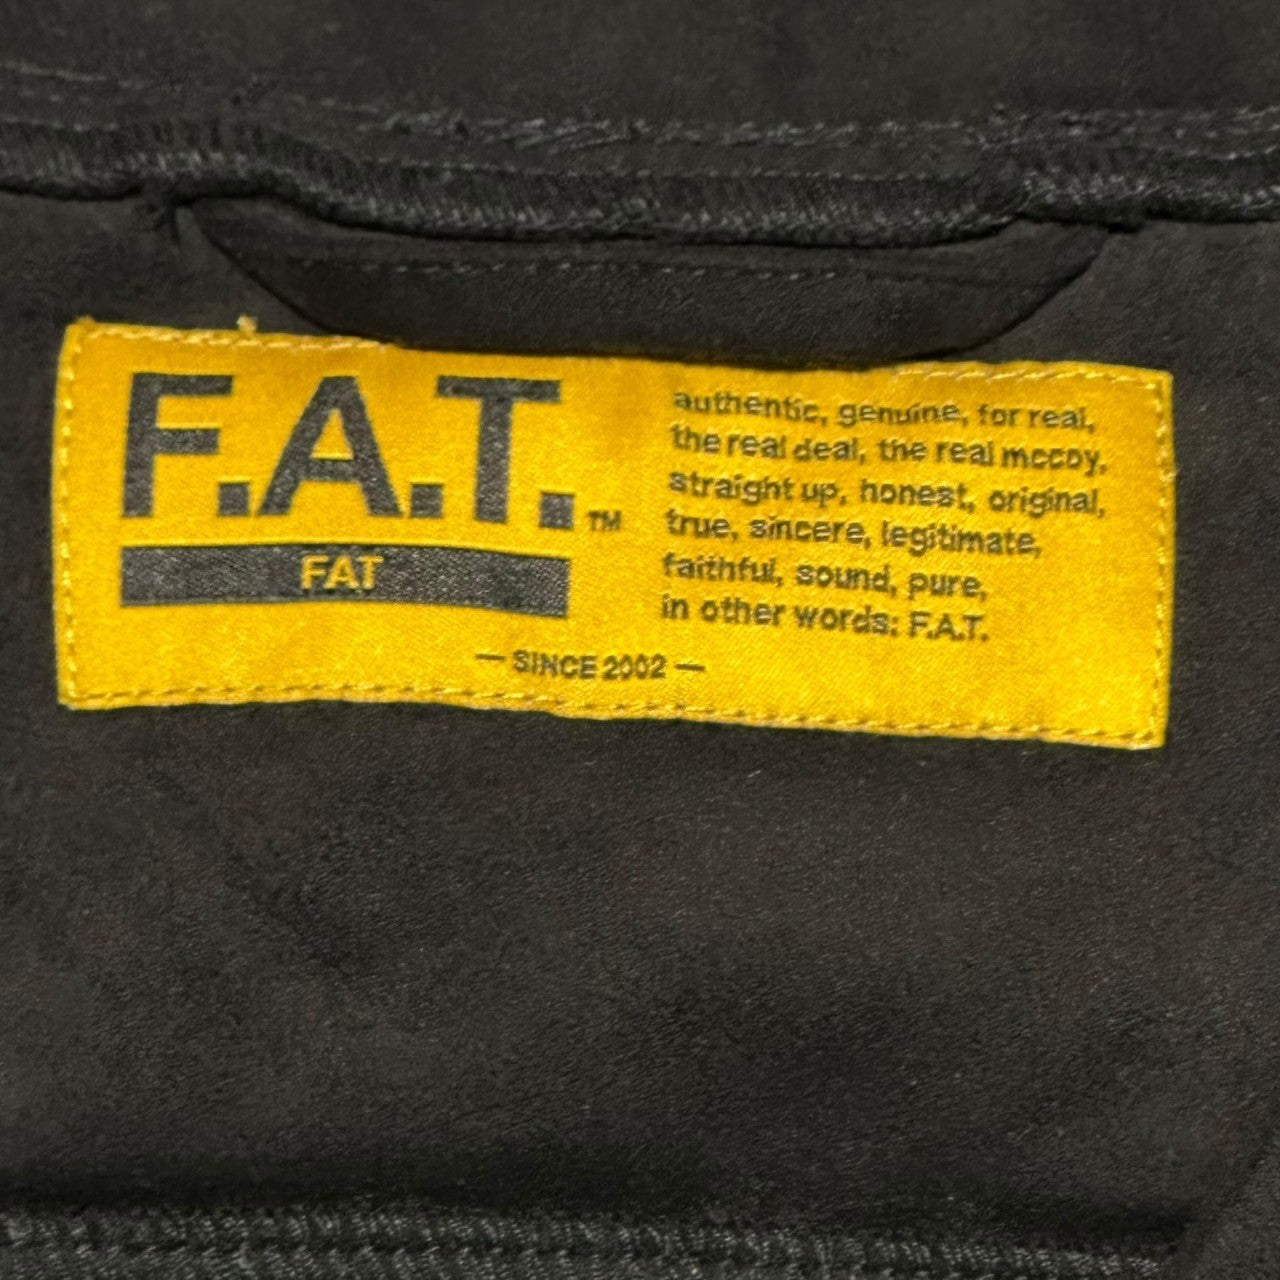 F.A.T.™
FAT
authentic, genuine, for real,
the real deal, the real mccoy,
straight up, honest, original,
true, sincere, legitimate,
faithful, sound, pure,
in other words: F.A.T.
— SINCE 2002 —